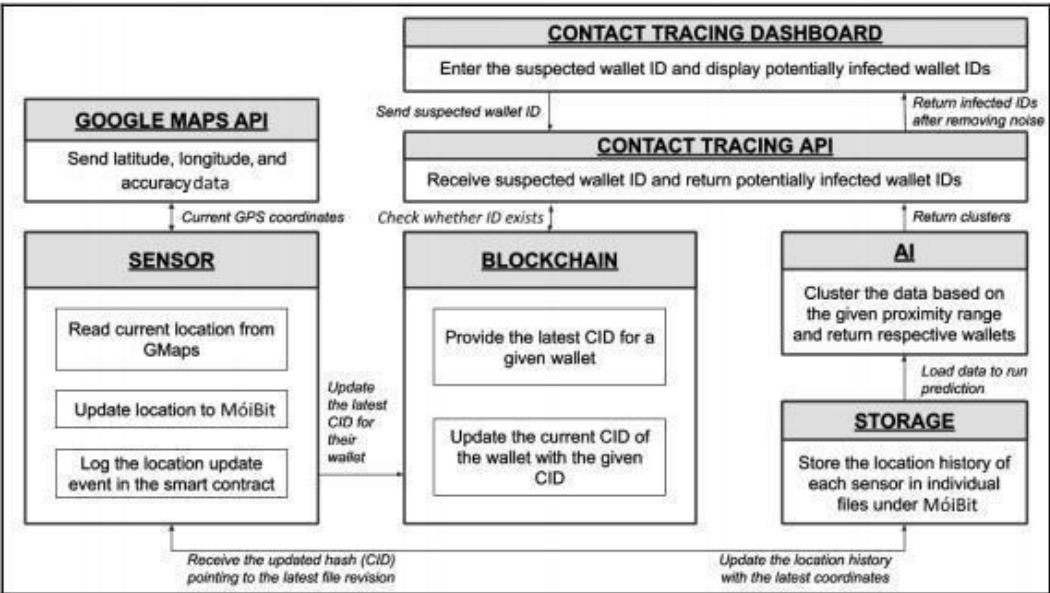 CONTACT TRACING DASHBOARD
Enter the suspected wallet ID and display potentially infected wallet IDs
Send suspected wallet ID
Return infected IDs
after removing noise
GOOGLE MAPS API
Send latitude, longitude, and
accuracy data
CONTACT TRACING API
Receive suspected wallet ID and return potentially infected wallet IDs
Current GPS coordinates
Check whether ID exists
Return clusters
SENSOR
Read current location from
GMaps
Update location to MóiBit
Log the location update
event in the smart contract
Update
the latest
CID for
their
wallet
BLOCKCHAIN
Provide the latest CID for a
given wallet
Update the current CID of
the wallet with the given
CID
AI
Cluster the data based on
the given proximity range
and return respective wallets
Load data to run
prediction
STORAGE
Store the location history of
each sensor in individual
files under MóiBit
Receive the updated hash (CID)
pointing to the latest file revision
Update the location history
with the latest coordinates